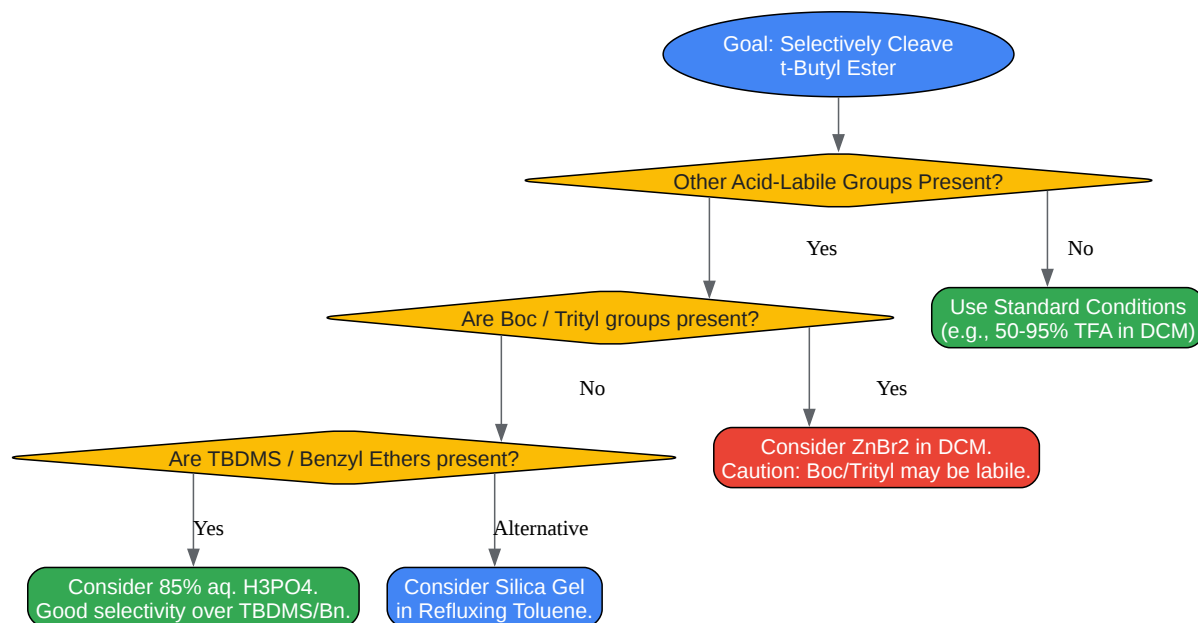 Goal: Selectively Cleave
t-Butyl Ester
Other Acid-Labile Groups Present?
Yes
No
Are Boc / Trityl groups present?
Use Standard Conditions
(e.g., 50-95% TFA in DCM)
No
Yes
Are TBDMS / Benzyl Ethers present?
Consider ZnBr2 in DCM.
Caution: Boc/Trityl may be labile.
Yes
Alternative
Consider 85% aq. H3PO4.
Good selectivity over TBDMS/Bn.
Consider Silica Gel
in Refluxing Toluene.